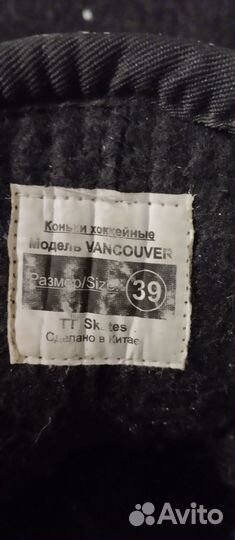 Коньки хоккейные
Модель VANCOUVER
Размер/Size 39
TT Skates
Сделано в Китае
Avito